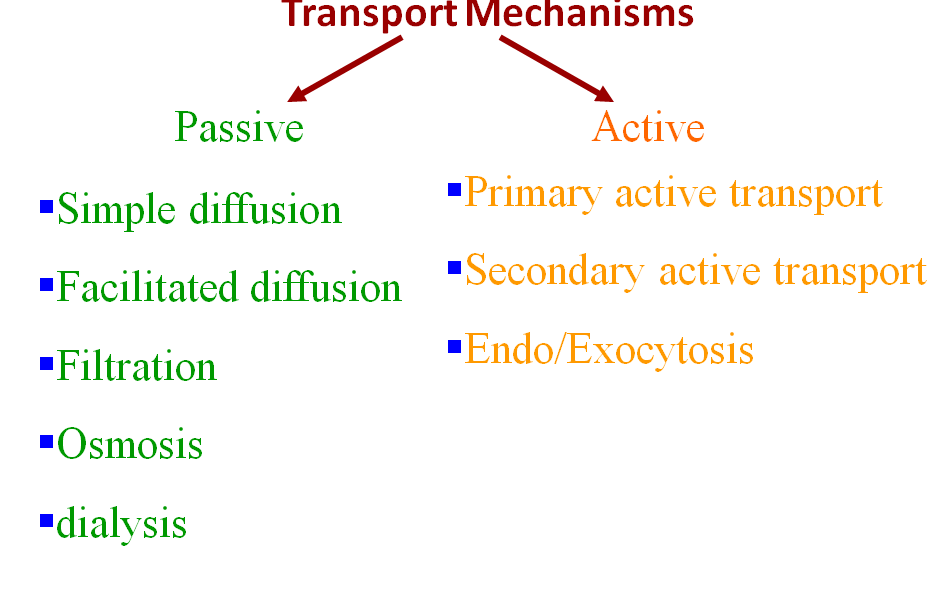 Transport Mechanisms
Passive
Simple diffusion
Facilitated diffusion
Filtration
Osmosis
dialysis
Active
Primary active transport
Secondary active transport
Endo/Exocytosis